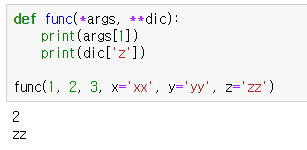 def func(*args, **dic):
    print(args[1])
    print(dic['z'])
func(1, 2, 3, x='xx', y='yy', z='zz')
2
zz